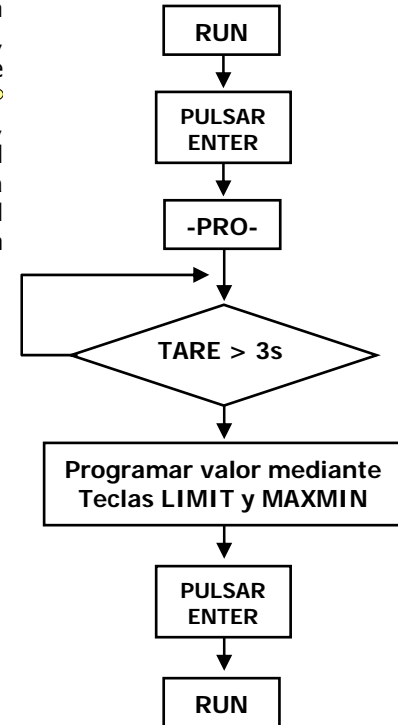 RUN
PULSAR
ENTER
-PRO-
TARE > 3s
Programar valor mediante
Teclas LIMIT y MAXMIN
PULSAR
ENTER
RUN